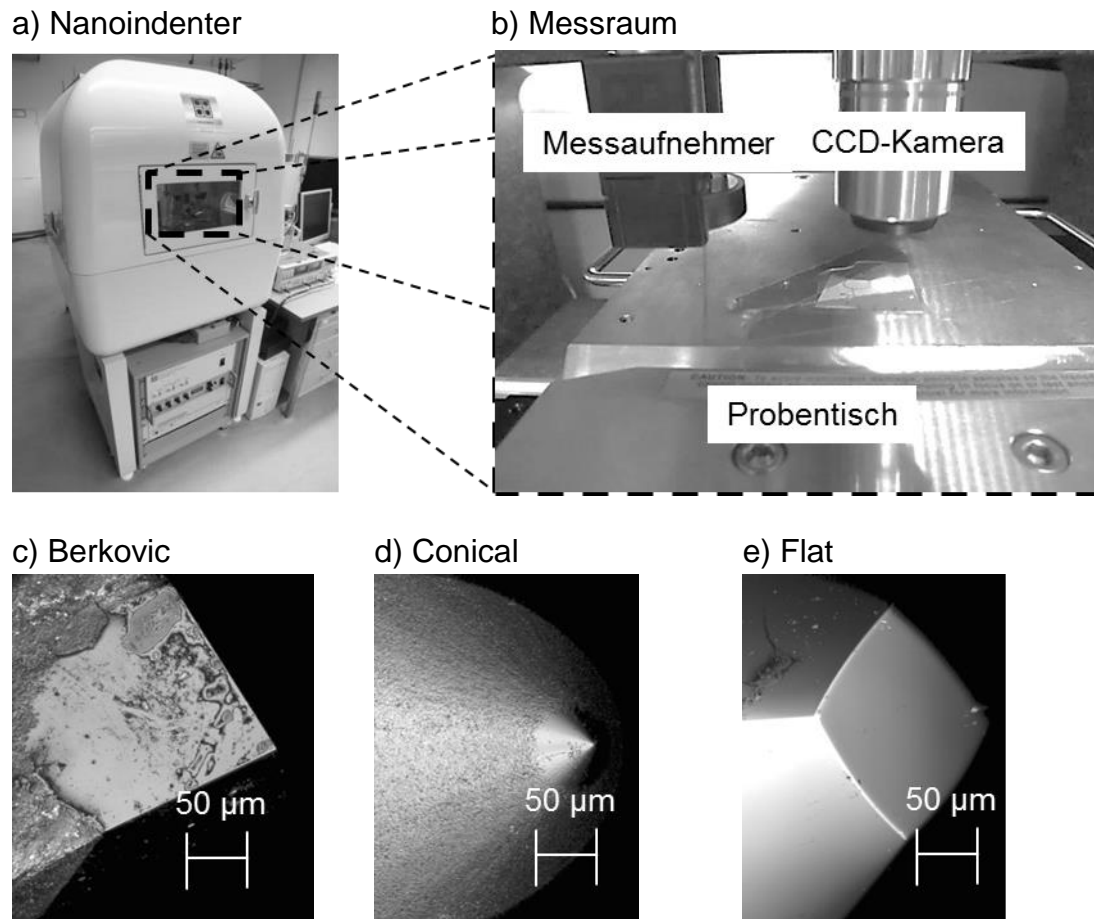 a) Nanoindenter
b) Messraum
Messaufnehmer
CCD-Kamera
Probentisch
c) Berkovic
d) Conical
e) Flat
50 µm
50 µm
50 µm